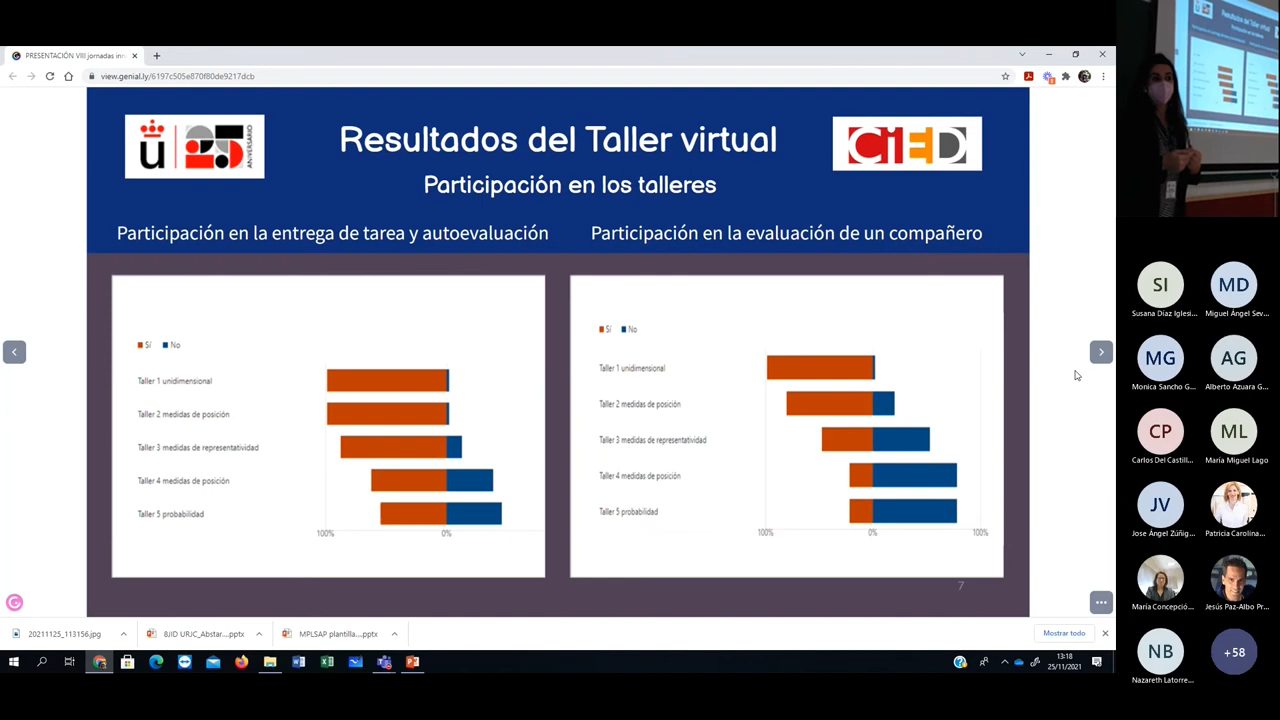 PRESENTACIÓN VIII jornadas inn
view.genial.ly/6197c505e870f80de9217dcb
Resultados del Taller virtual
Participación en los talleres
ú 25 ANIVERSARIO
CiED
Participación en la entrega de tarea y autoevaluación
Participación en la evaluación de un compañero
Sí No
Taller 1 unidimensional
Taller 2 medidas de posición
Taller 3 medidas de representatividad
Taller 4 medidas de posición
Taller 5 probabilidad
100% 0%
Sí No
Taller 1 unidimensional
Taller 2 medidas de posición
Taller 3 medidas de representatividad
Taller 4 medidas de posición
Taller 5 probabilidad
100% 0% 100%
7
20211125_113156.jpg
8JID URJC_Abstar....pptx
MPLSAP plantilla....pptx
Mostrar todo
13:18
25/11/2021
Resultados del Taller virtual
SI MD
Susana Díaz Iglesi... Miguel Ángel Sev...
MG AG
Monica Sancho G... Alberto Azuara G...
CP ML
Carlos Del Castill... María Miguel Lago
JV
Jose Ángel Zúñig... Patricia Carolina...
María Concepció... Jesús Paz-Albo Pr...
NB +58
Nazareth Latorre...